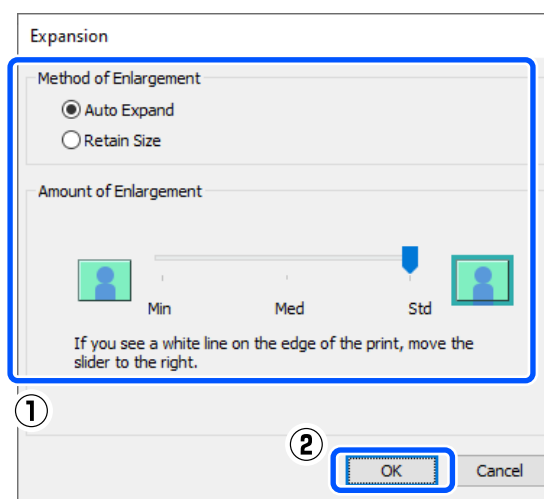 Expansion
Method of Enlargement
Auto Expand
Retain Size
Amount of Enlargement
Min Med Std
If you see a white line on the edge of the print, move the
slider to the right.
①
②
OK Cancel